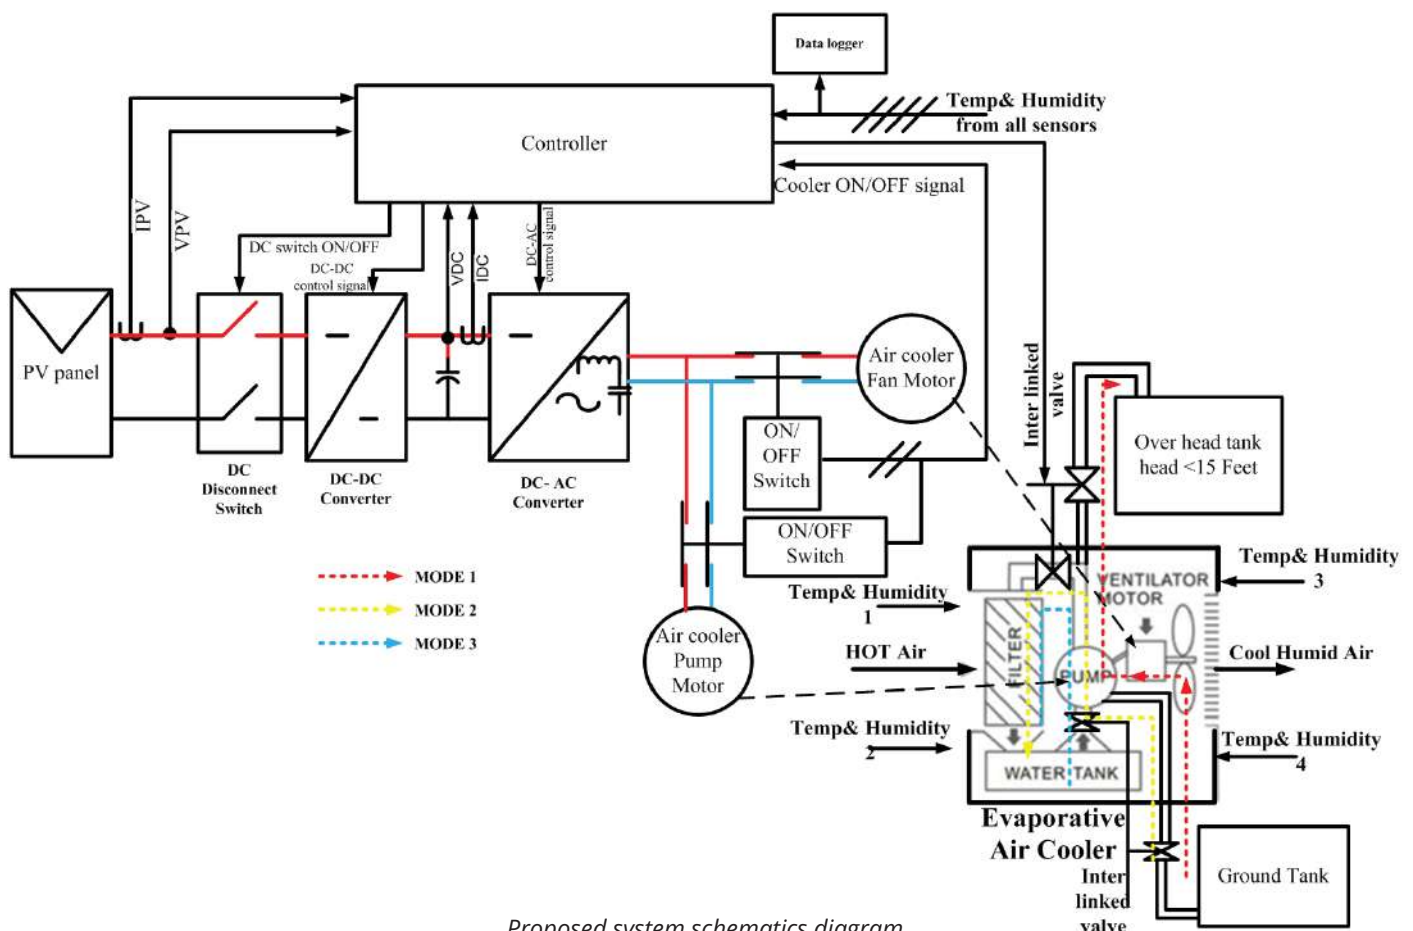 Data logger
Temp& Humidity
from all sensors
Controller
Cooler ON/OFF signal
IPV
VPV
DC switch ON/OFF
DC-DC
control signal
VDC
IDC
DC-AC
control signal
PV panel
DC
Disconnect
Switch
DC-DC
Converter
DC- AC
Converter
Air cooler
Fan Motor
ON/
OFF
Switch
ON/OFF
Switch
Inter linked
valve
Over head tank
head <15 Feet
MODE 1
MODE 2
MODE 3
Air cooler
Pump
Motor
Temp& Humidity
1
HOT Air
Temp& Humidity
2
VENTILATOR
MOTOR
FILTER
PUMP
WATER TANK
Temp& Humidity
3
Cool Humid Air
Temp& Humidity
4
Evaporative
Air Cooler
Inter
linked
valve
Ground Tank
Proposed system schematics diagram